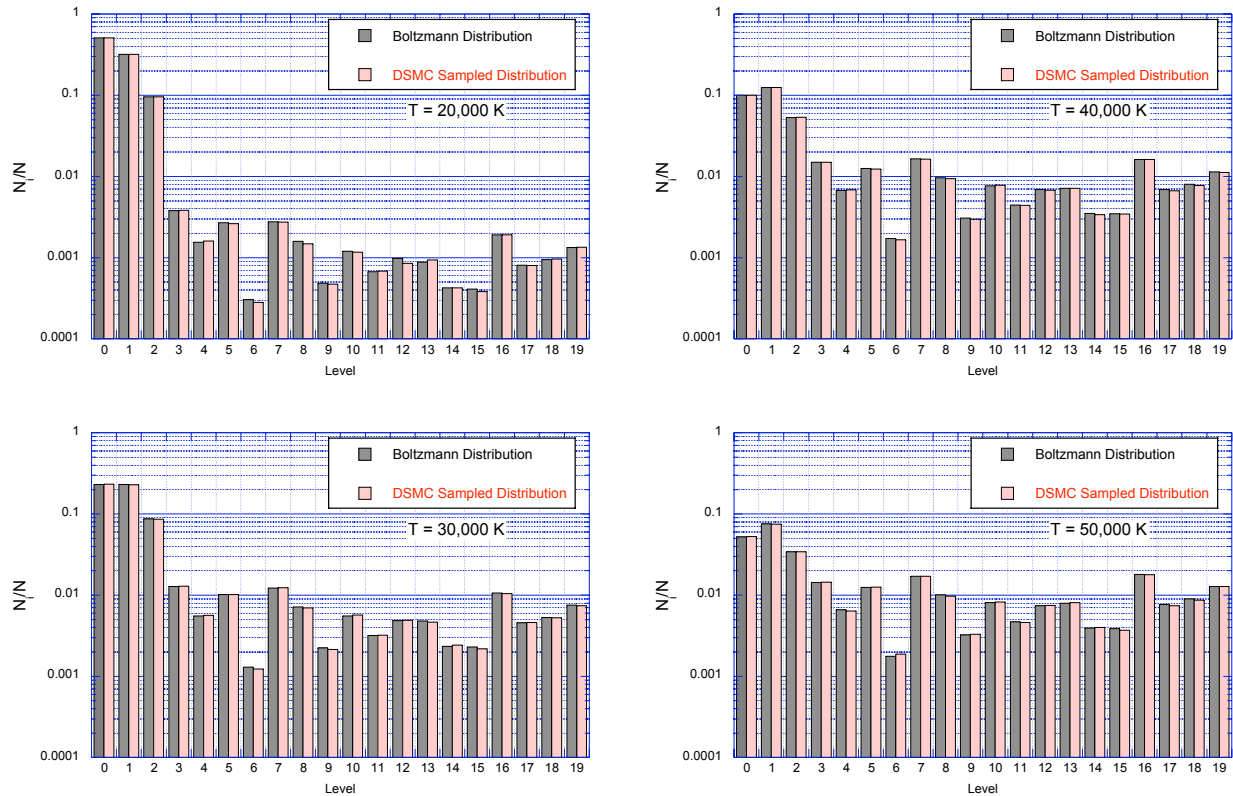 1
Boltzmann Distribution
DSMC Sampled Distribution
T = 20,000 K
0.1
0.01
0.001
0.0001
N_i/N
0 1 2 3 4 5 6 7 8 9 10 11 12 13 14 15 16 17 18 19
Level
1
Boltzmann Distribution
DSMC Sampled Distribution
T = 40,000 K
0.1
0.01
0.001
0.0001
N_i/N
0 1 2 3 4 5 6 7 8 9 10 11 12 13 14 15 16 17 18 19
Level
1
Boltzmann Distribution
DSMC Sampled Distribution
T = 30,000 K
0.1
0.01
0.001
0.0001
N_i/N
0 1 2 3 4 5 6 7 8 9 10 11 12 13 14 15 16 17 18 19
Level
1
Boltzmann Distribution
DSMC Sampled Distribution
T = 50,000 K
0.1
0.01
0.001
0.0001
N_i/N
0 1 2 3 4 5 6 7 8 9 10 11 12 13 14 15 16 17 18 19
Level